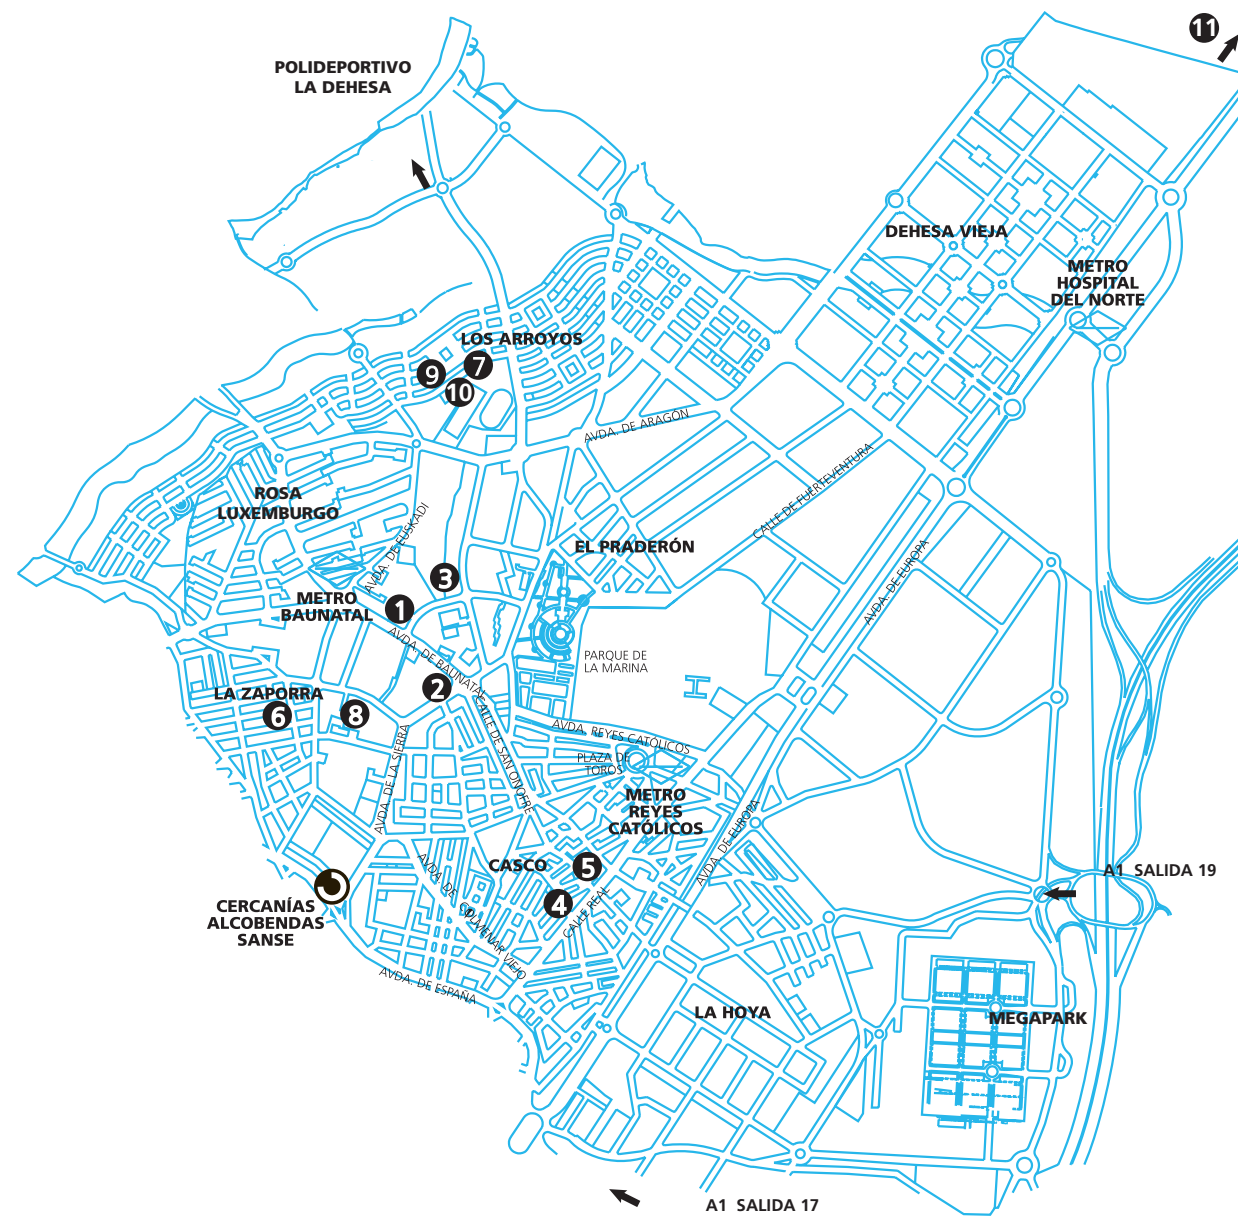 11
POLIDEPORTIVO
LA DEHESA
DEHESA VIEJA
METRO
HOSPITAL
DEL NORTE
LOS ARROYOS
7
9
10
AVDA. DE ARAGÓN
CALLE DE FUERTEVENTURA
ROSA
LUXEMBURGO
AVDA. DE EUSKADI
EL PRADERÓN
AVDA. DE EUROPA
3
METRO
BAUNATAL
1
AVDA. DE BAUNATAL
PARQUE DE
LA MARINA
2
LA ZAPORRA
6
8
CALLE DE SAN ONOFRE
AVDA. REYES CATÓLICOS
AVDA. DE LA SIERRA
PLAZA DE
TOROS
METRO
REYES
CATÓLICOS
AVDA. DE EUROPA
CASCO
5
4
CALLE REAL
AVDA. DE COLMENAR VIEJO
A1 SALIDA 19
CERCANÍAS
ALCOBENDAS
SANSE
AVDA. DE ESPAÑA
LA HOYA
MEGAPARK
A1 SALIDA 17